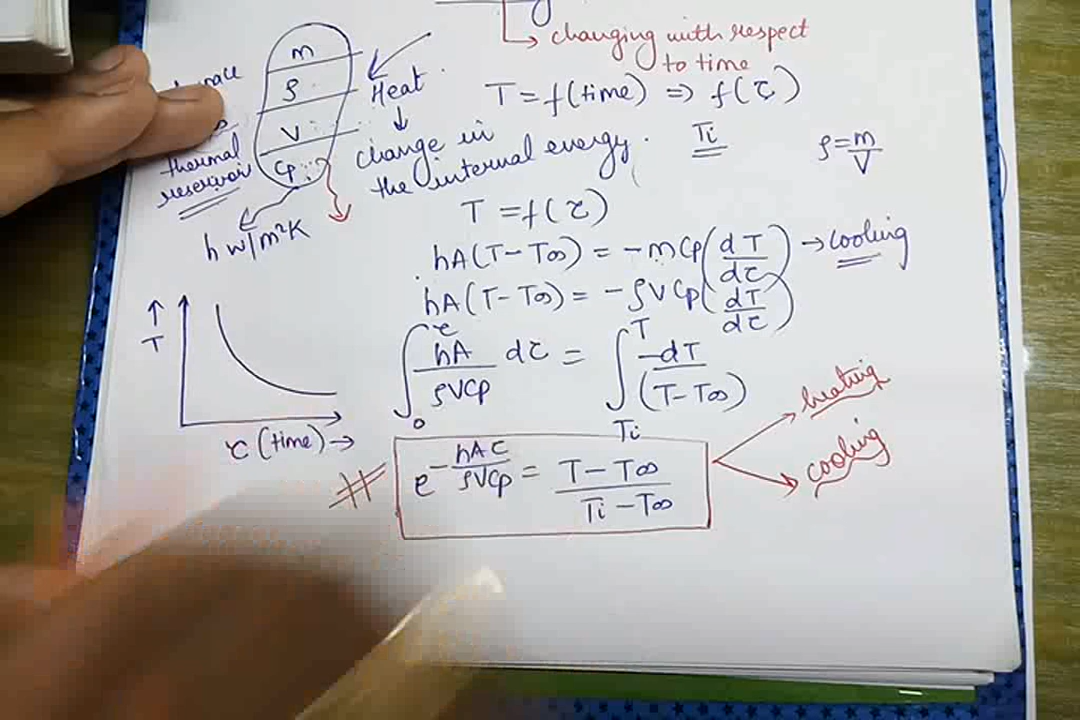 changing with respect
to time
m
ρ
V
Cp
Heat
T = f(time) ⇒ f(τ)
change in
the internal energy.
Ti
ρ = m/V
thermal
reservoir
h w/m²K
T = f(τ)
hA(T − T∞) = − mCp(dT/dτ) → cooling
hA(T − T∞) = − ρVCp(dT/dτ)
∫₀^τ hA/ρVCp dτ = ∫_Ti^T −dT/(T − T∞)
↑ T
τ (time) →
e^(−hAτ/ρVCp) = (T − T∞)/(Ti − T∞)
heating
cooling